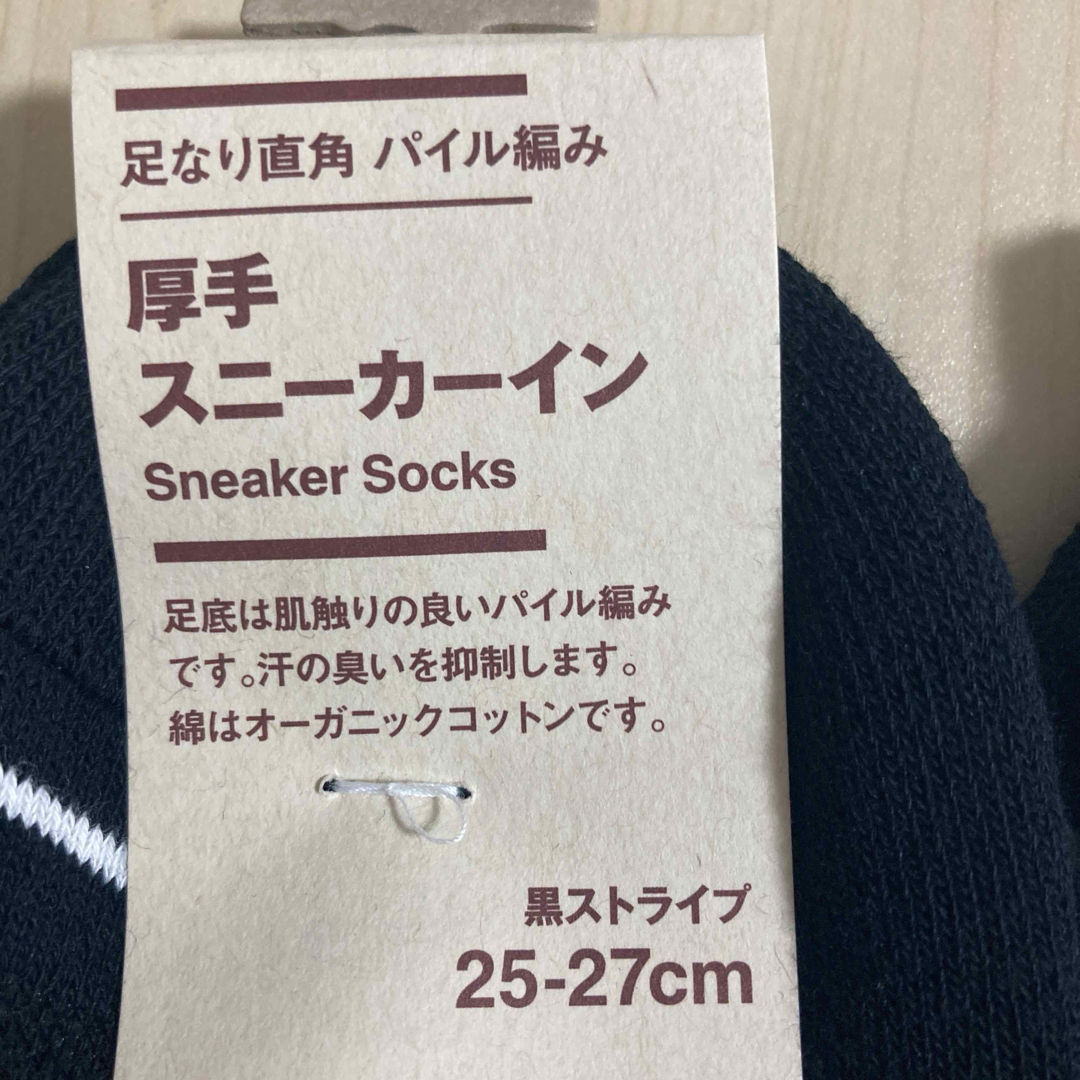 足なり直角 パイル編み
厚手
スニーカーイン
Sneaker Socks
足底は肌触りの良いパイル編み
です。汗の臭いを抑制します。
綿はオーガニックコットンです。
黒ストライプ
25-27cm